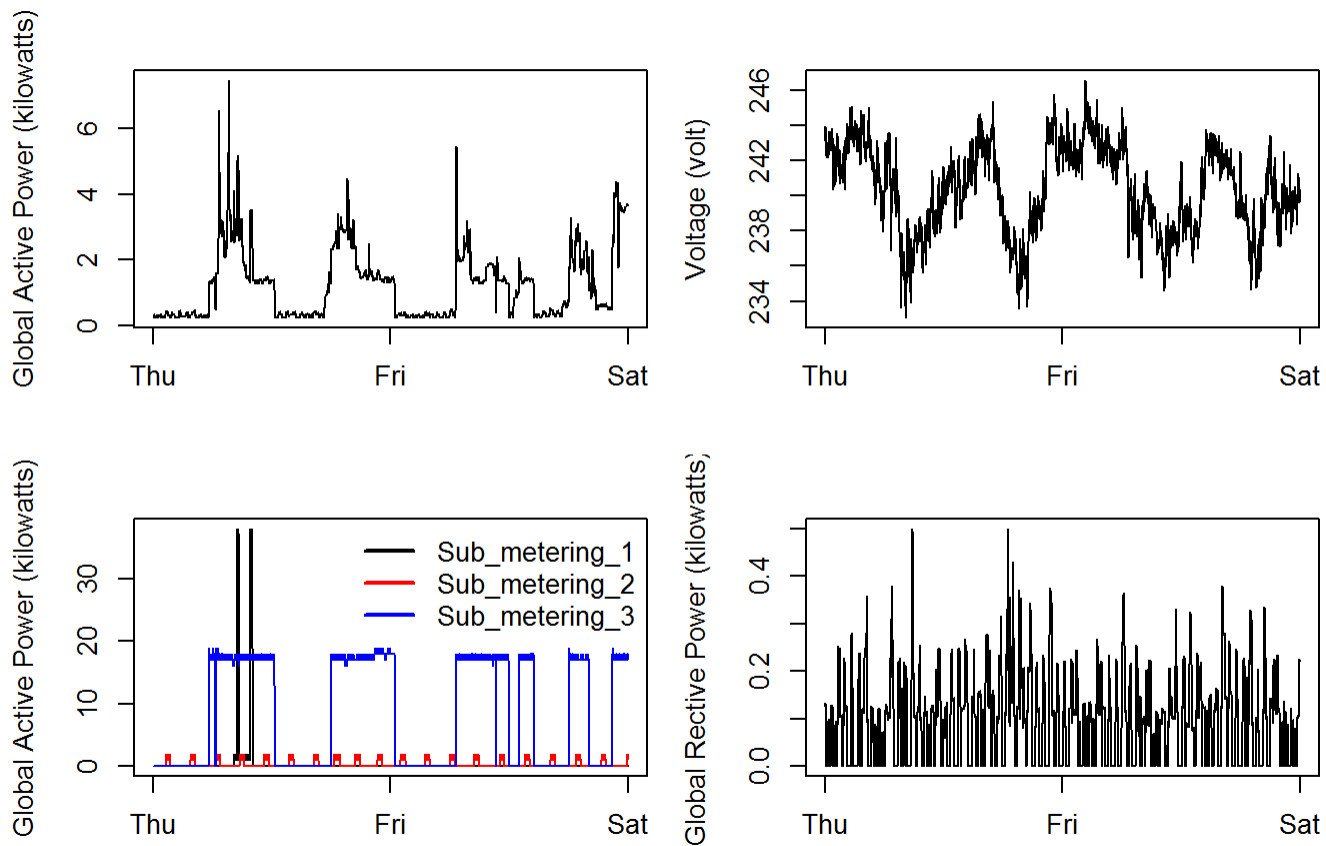 Global Active Power (kilowatts)
6
4
2
0
Thu Fri Sat
Voltage (volt)
246
242
238
234
Thu Fri Sat
Global Active Power (kilowatts)
30
20
10
0
Sub_metering_1
Sub_metering_2
Sub_metering_3
Thu Fri Sat
Global Rective Power (kilowatts)
0.4
0.2
0.0
Thu Fri Sat